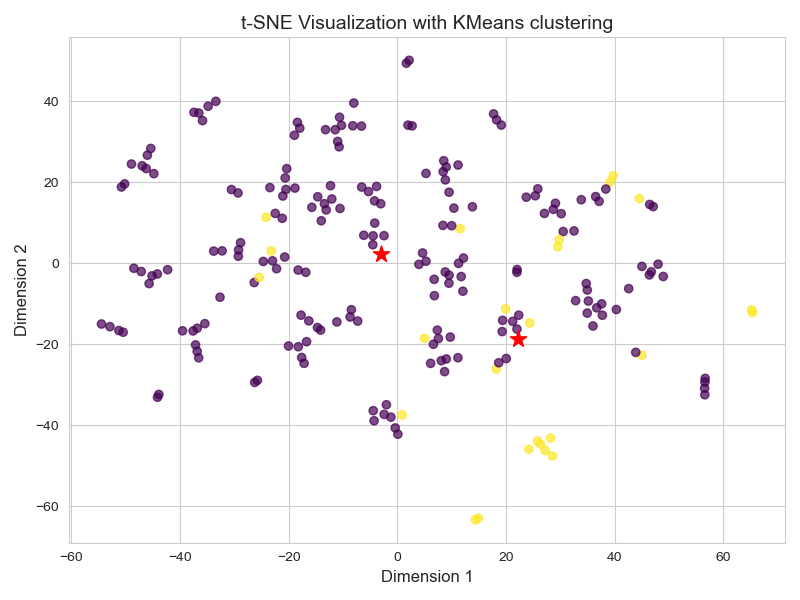 t-SNE Visualization with KMeans clustering
Dimension 2
40
20
0
−20
−40
−60
−60 −40 −20 0 20 40 60
Dimension 1